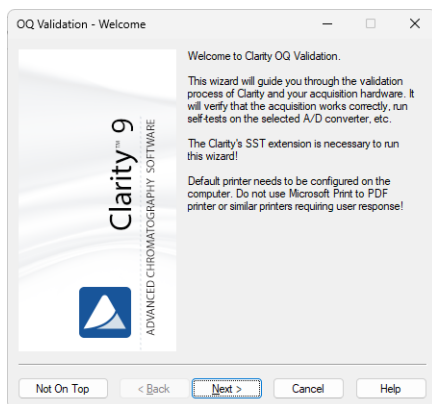 OQ Validation - Welcome
Welcome to Clarity OQ Validation.
This wizard will guide you through the validation
process of Clarity and your acquisition hardware. It
will verify that the acquisition works correctly, run
self-tests on the selected A/D converter, etc.
The Clarity's SST extension is necessary to run
this wizard!
Default printer needs to be configured on the
computer. Do not use Microsoft Print to PDF
printer or similar printers requiring user response!
Clarity™ 9
ADVANCED CHROMATOGRAPHY SOFTWARE
Not On Top
< Back
Next >
Cancel
Help